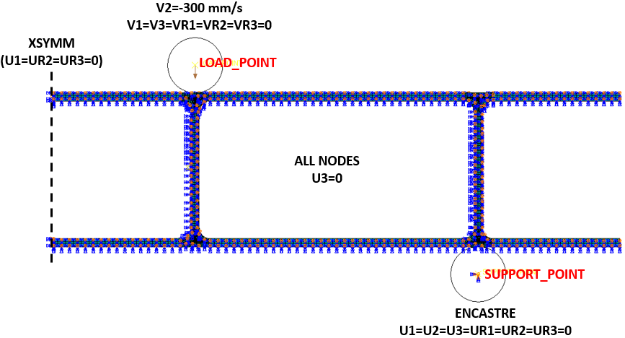 V2=-300 mm/s
V1=V3=VR1=VR2=VR3=0
XSYMM
(U1=UR2=UR3=0)
LOAD_POINT
ALL NODES
U3=0
SUPPORT_POINT
ENCASTRE
U1=U2=U3=UR1=UR2=UR3=0